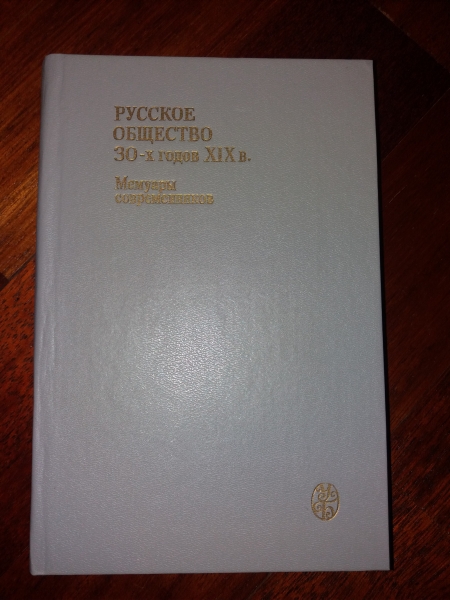 РУССКОЕ
ОБЩЕСТВО
30-х годов XIX в.
Мемуары
современников